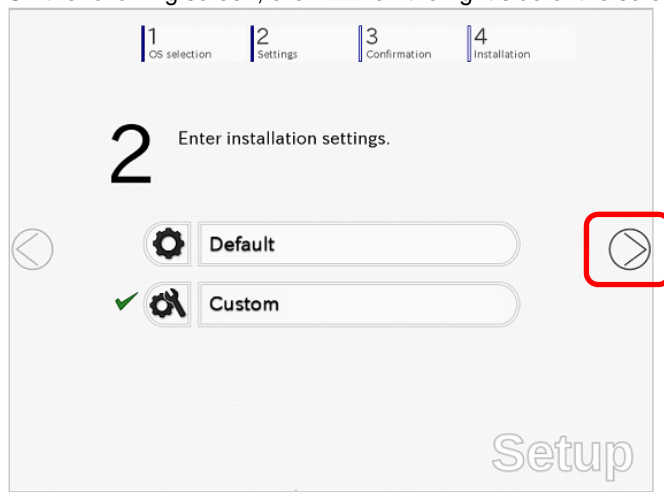 1 2 3 4
OS selection Settings Confirmation Installation
2 Enter installation settings.
Default
Custom
Setup